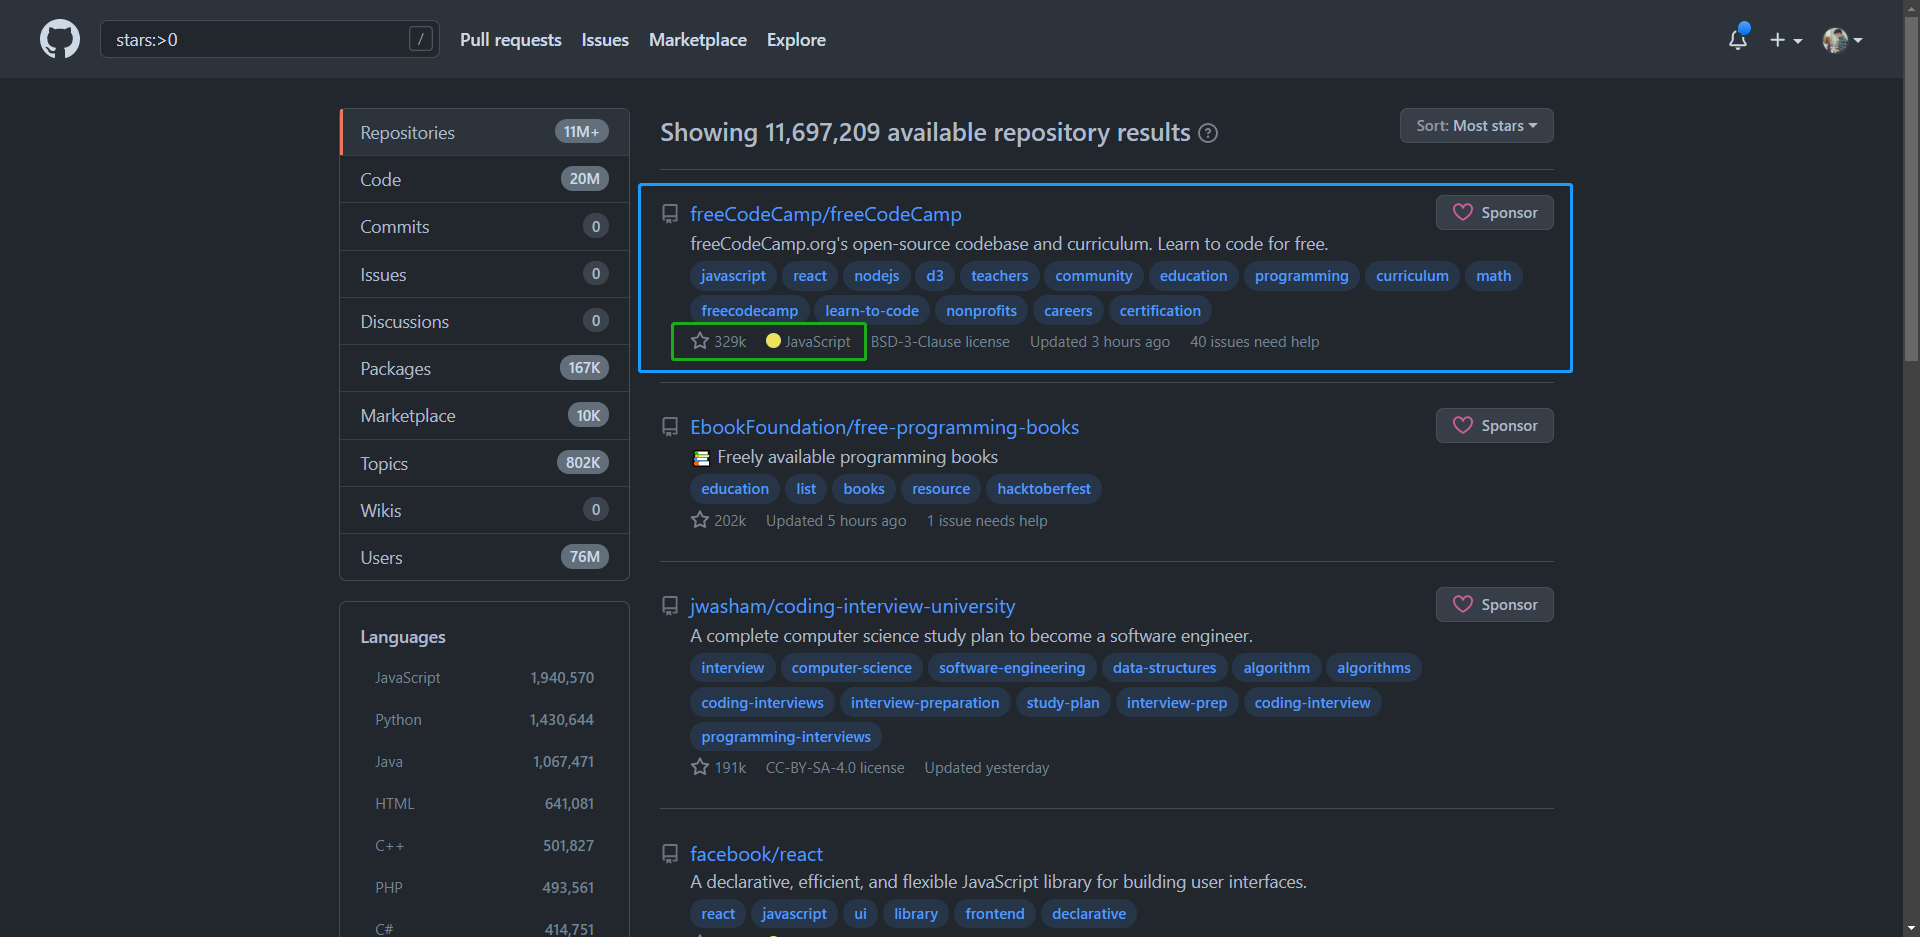 stars:>0
/
Pull requests Issues Marketplace Explore
Repositories 11M+
Code 20M
Commits 0
Issues 0
Discussions 0
Packages 167K
Marketplace 10K
Topics 802K
Wikis 0
Users 76M
Languages
JavaScript 1,940,570
Python 1,430,644
Java 1,067,471
HTML 641,081
C++ 501,827
PHP 493,561
C# 414,751
Showing 11,697,209 available repository results ?
Sort: Most stars
freeCodeCamp/freeCodeCamp
Sponsor
freeCodeCamp.org's open-source codebase and curriculum. Learn to code for free.
javascript react nodejs d3 teachers community education programming curriculum math
freecodecamp learn-to-code nonprofits careers certification
329k JavaScript BSD-3-Clause license Updated 3 hours ago 40 issues need help
EbookFoundation/free-programming-books
Sponsor
Freely available programming books
education list books resource hacktoberfest
202k Updated 5 hours ago 1 issue needs help
jwasham/coding-interview-university
Sponsor
A complete computer science study plan to become a software engineer.
interview computer-science software-engineering data-structures algorithm algorithms
coding-interviews interview-preparation study-plan interview-prep coding-interview
programming-interviews
191k CC-BY-SA-4.0 license Updated yesterday
facebook/react
A declarative, efficient, and flexible JavaScript library for building user interfaces.
react javascript ui library frontend declarative